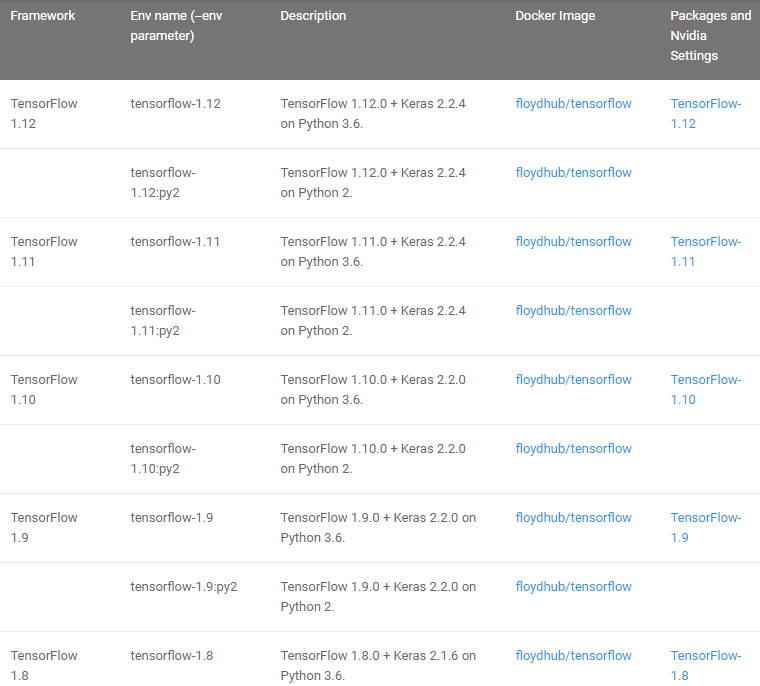 Framework
Env name (–env
parameter)
Description
Docker Image
Packages and
Nvidia
Settings
TensorFlow
1.12
tensorflow-1.12
TensorFlow 1.12.0 + Keras 2.2.4
on Python 3.6.
floydhub/tensorflow
TensorFlow-
1.12
tensorflow-
1.12:py2
TensorFlow 1.12.0 + Keras 2.2.4
on Python 2.
floydhub/tensorflow
TensorFlow
1.11
tensorflow-1.11
TensorFlow 1.11.0 + Keras 2.2.4
on Python 3.6.
floydhub/tensorflow
TensorFlow-
1.11
tensorflow-
1.11:py2
TensorFlow 1.11.0 + Keras 2.2.4
on Python 2.
floydhub/tensorflow
TensorFlow
1.10
tensorflow-1.10
TensorFlow 1.10.0 + Keras 2.2.0
on Python 3.6.
floydhub/tensorflow
TensorFlow-
1.10
tensorflow-
1.10:py2
TensorFlow 1.10.0 + Keras 2.2.0
on Python 2.
floydhub/tensorflow
TensorFlow
1.9
tensorflow-1.9
TensorFlow 1.9.0 + Keras 2.2.0 on
Python 3.6.
floydhub/tensorflow
TensorFlow-
1.9
tensorflow-1.9:py2
TensorFlow 1.9.0 + Keras 2.2.0 on
Python 2.
floydhub/tensorflow
TensorFlow
1.8
tensorflow-1.8
TensorFlow 1.8.0 + Keras 2.1.6 on
Python 3.6.
floydhub/tensorflow
TensorFlow-
1.8